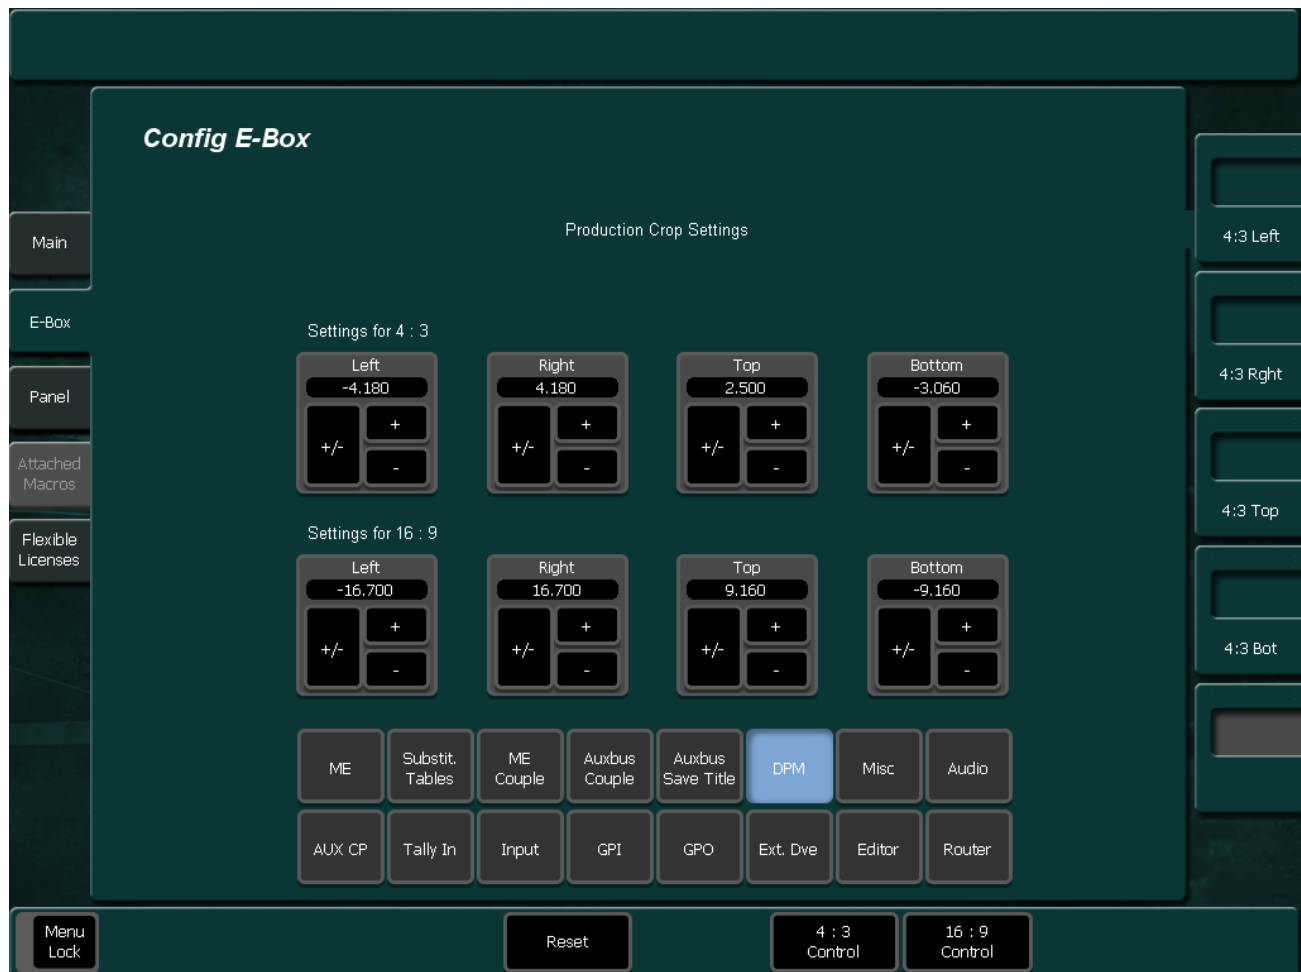 Config E-Box
Production Crop Settings
Main
E-Box
Panel
Attached
Macros
Flexible
Licenses
Settings for 4 : 3
Left Right Top Bottom
-4.180 4.180 2.500 -3.060
+ + + +
+/- +/- +/- +/-
- - - -
Settings for 16 : 9
Left Right Top Bottom
-16.700 16.700 9.160 -9.160
+ + + +
+/- +/- +/- +/-
- - - -
ME
Substit.
Tables
ME
Couple
Auxbus
Couple
Auxbus
Save Title
DPM
Misc
Audio
AUX CP
Tally In
Input
GPI
GPO
Ext. Dve
Editor
Router
4:3 Left
4:3 Rght
4:3 Top
4:3 Bot
Menu
Lock
Reset
4 : 3
Control
16 : 9
Control